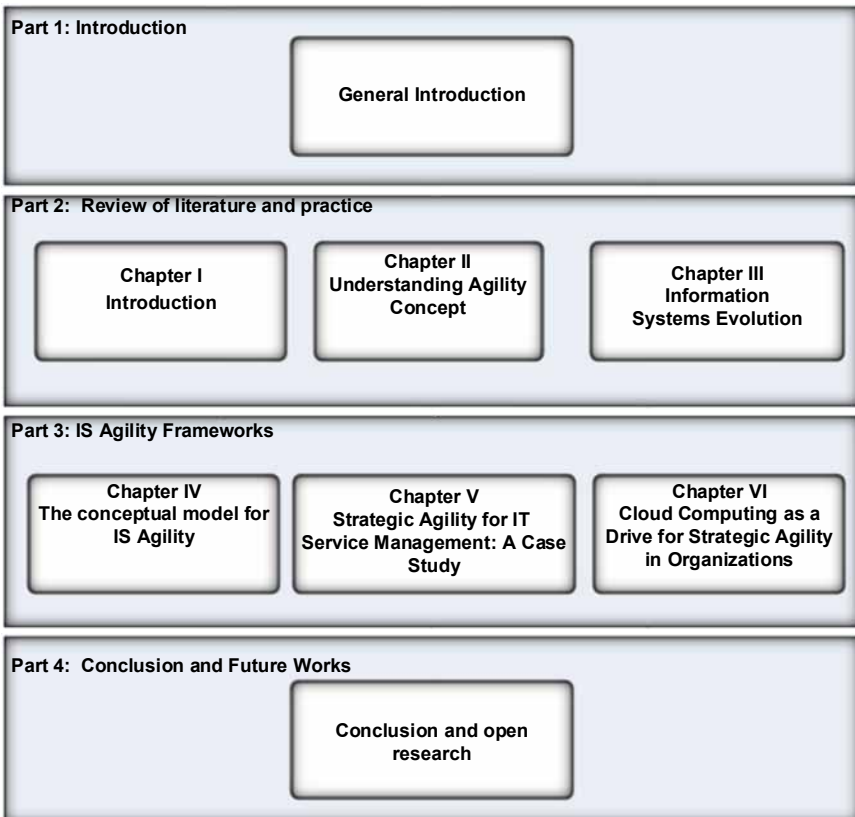 Part 1: Introduction
General Introduction
Part 2: Review of literature and practice
Chapter I
Introduction
Chapter II
Understanding Agility
Concept
Chapter III
Information
Systems Evolution
Part 3: IS Agility Frameworks
Chapter IV
The conceptual model for
IS Agility
Chapter V
Strategic Agility for IT
Service Management: A Case
Study
Chapter VI
Cloud Computing as a
Drive for Strategic Agility
in Organizations
Part 4: Conclusion and Future Works
Conclusion and open
research